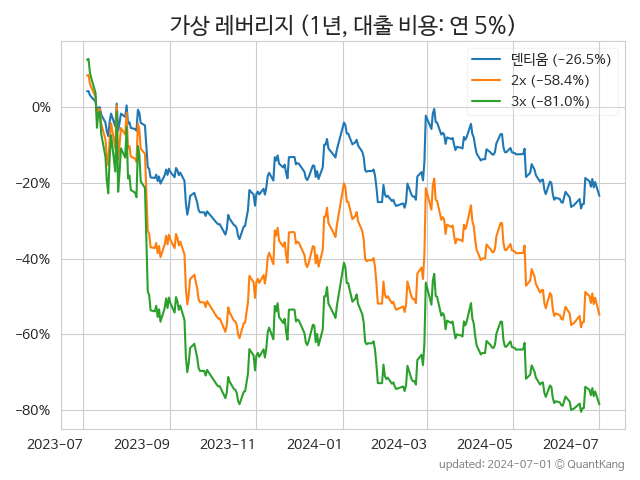 가상 레버리지 (1년, 대출 비용: 연 5%)
덴티움 (−26.5%)
2x (−58.4%)
3x (−81.0%)
0%
−20%
−40%
−60%
−80%
2023-07 2023-09 2023-11 2024-01 2024-03 2024-05 2024-07
updated: 2024-07-01 © QuantKang